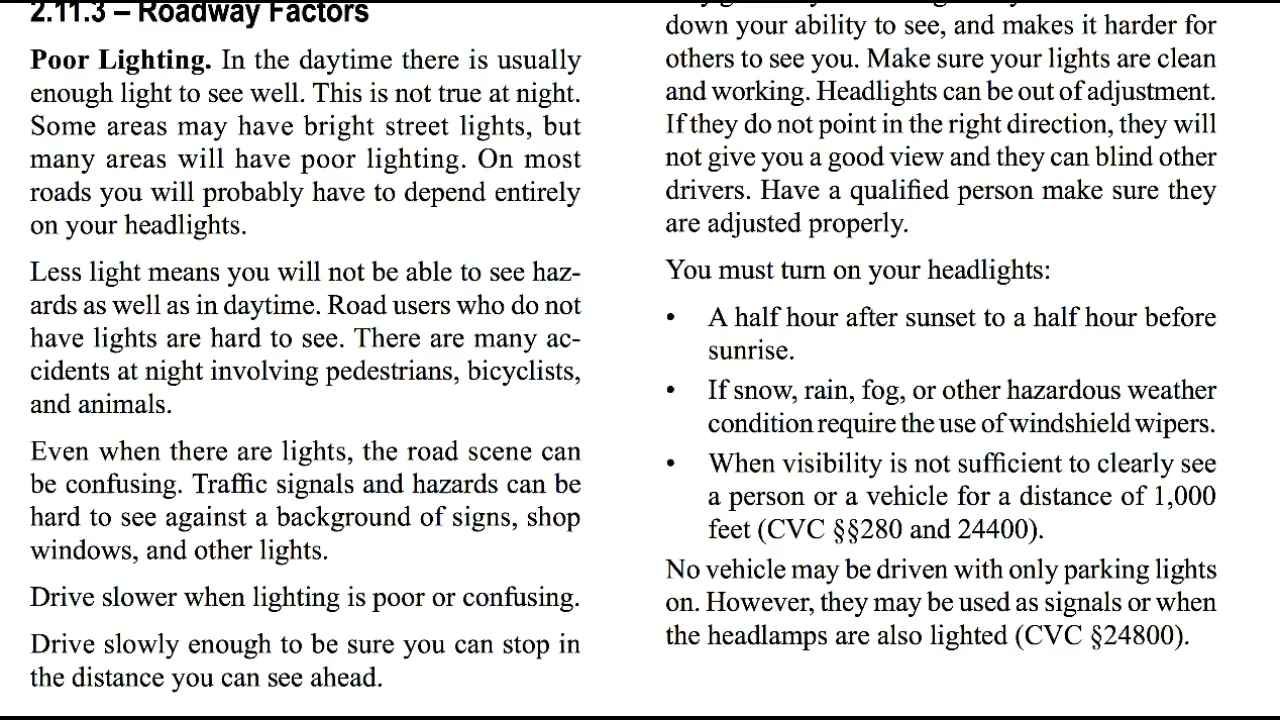 2.11.3 – Roadway Factors
Poor Lighting. In the daytime there is usually
enough light to see well. This is not true at night.
Some areas may have bright street lights, but
many areas will have poor lighting. On most
roads you will probably have to depend entirely
on your headlights.
Less light means you will not be able to see haz-
ards as well as in daytime. Road users who do not
have lights are hard to see. There are many ac-
cidents at night involving pedestrians, bicyclists,
and animals.
Even when there are lights, the road scene can
be confusing. Traffic signals and hazards can be
hard to see against a background of signs, shop
windows, and other lights.
Drive slower when lighting is poor or confusing.
Drive slowly enough to be sure you can stop in
the distance you can see ahead.
down your ability to see, and makes it harder for
others to see you. Make sure your lights are clean
and working. Headlights can be out of adjustment.
If they do not point in the right direction, they will
not give you a good view and they can blind other
drivers. Have a qualified person make sure they
are adjusted properly.
You must turn on your headlights:
• A half hour after sunset to a half hour before
sunrise.
• If snow, rain, fog, or other hazardous weather
condition require the use of windshield wipers.
• When visibility is not sufficient to clearly see
a person or a vehicle for a distance of 1,000
feet (CVC §§280 and 24400).
No vehicle may be driven with only parking lights
on. However, they may be used as signals or when
the headlamps are also lighted (CVC §24800).